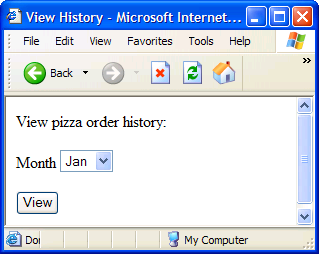 View History - Microsoft Internet...
File Edit View Favorites Tools Help
Back
View pizza order history:
Month Jan
View
My Computer